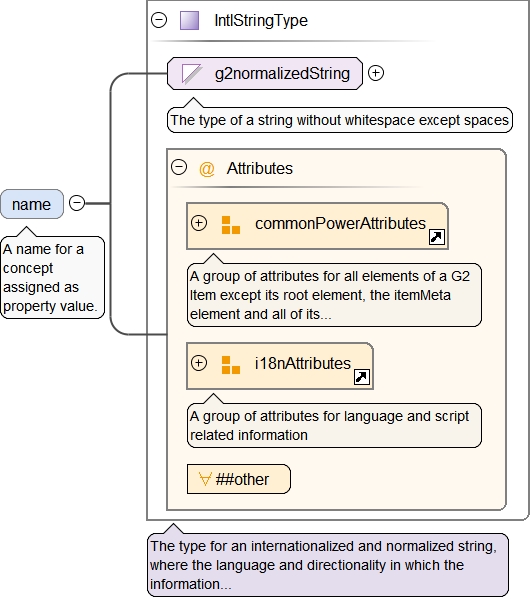 IntlStringType
g2normalizedString
The type of a string without whitespace except spaces
@ Attributes
name
commonPowerAttributes
A name for a
concept
assigned as
property value.
A group of attributes for all elements of a G2
Item except its root element, the itemMeta
element and all of its...
i18nAttributes
A group of attributes for language and script
related information
##other
The type for an internationalized and normalized string,
where the language and directionality in which the
information...